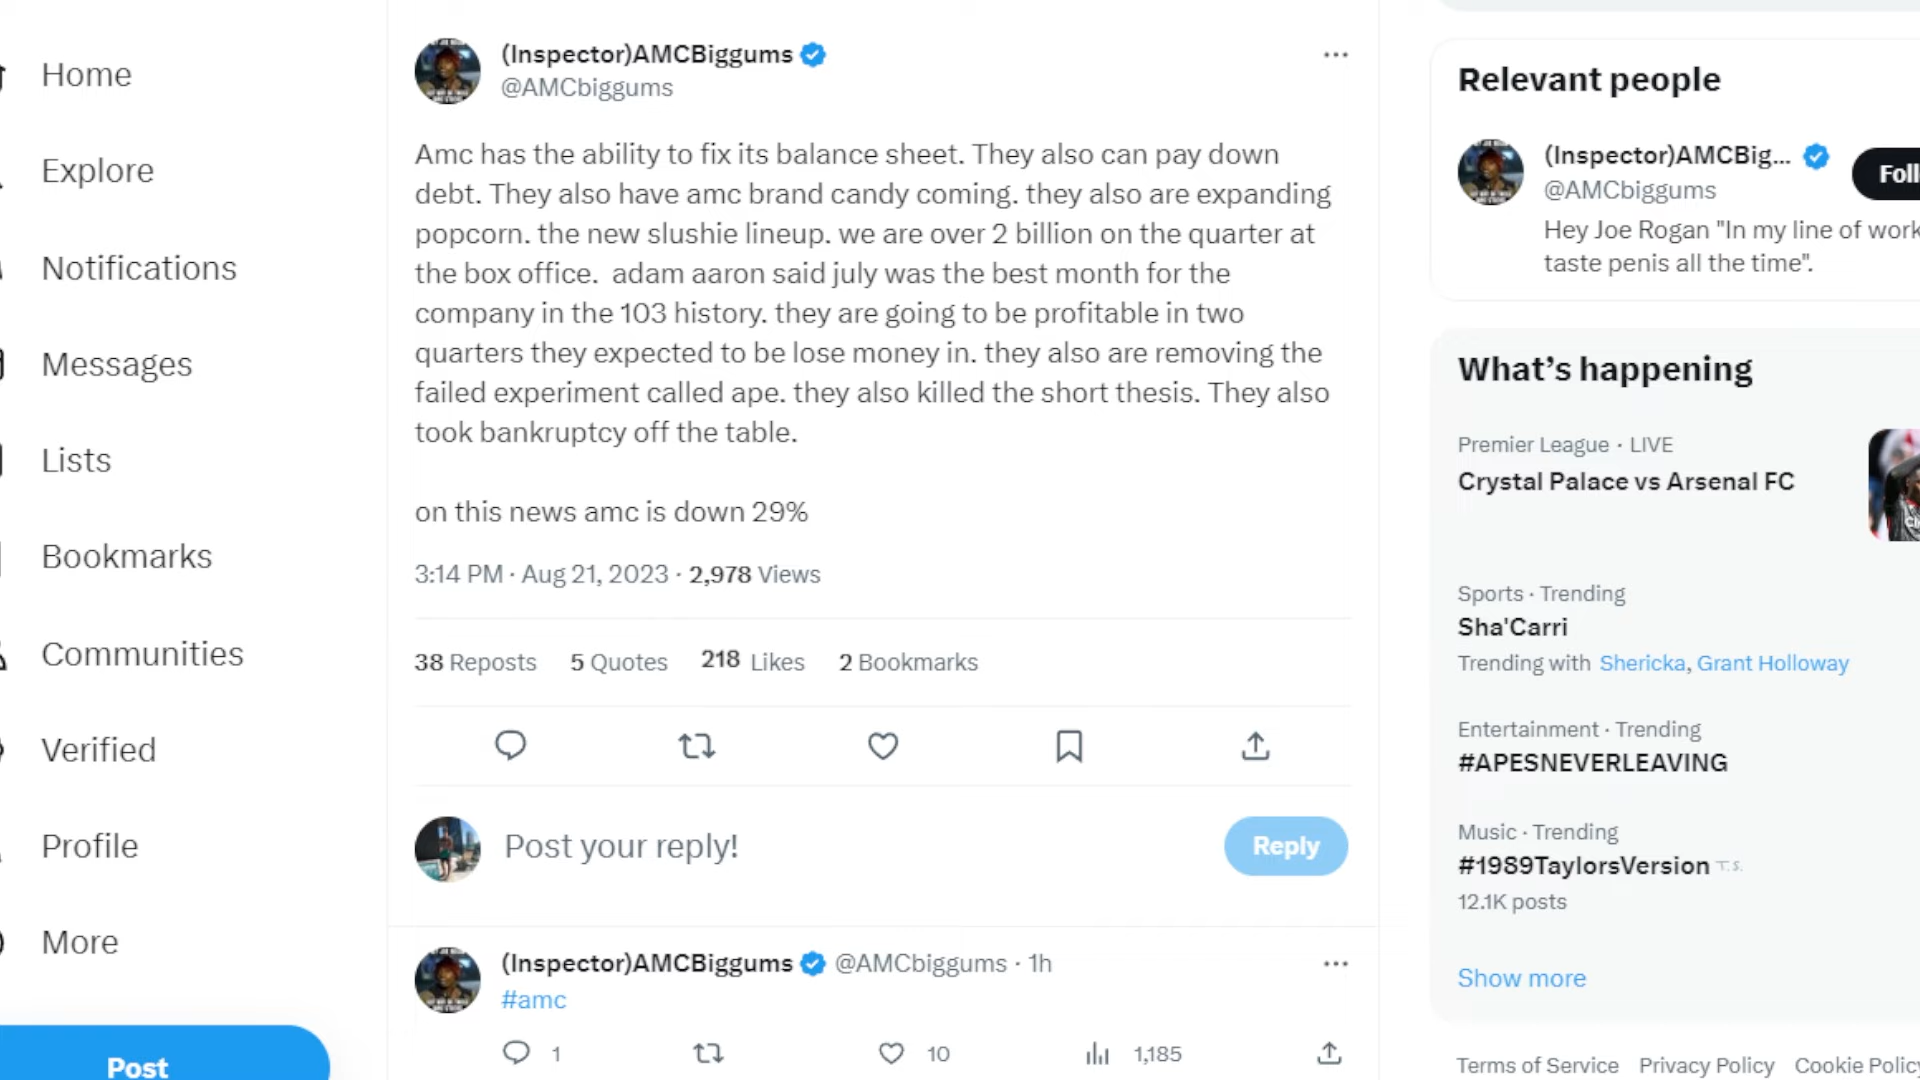 Home
Explore
Notifications
Messages
Lists
Bookmarks
Communities
Verified
Profile
More
Post
(Inspector)AMCBiggums
@AMCbiggums
Amc has the ability to fix its balance sheet. They also can pay down
debt. They also have amc brand candy coming. they also are expanding
popcorn. the new slushie lineup. we are over 2 billion on the quarter at
the box office.  adam aaron said july was the best month for the
company in the 103 history. they are going to be profitable in two
quarters they expected to be lose money in. they also are removing the
failed experiment called ape. they also killed the short thesis. They also
took bankruptcy off the table.
on this news amc is down 29%
3:14 PM · Aug 21, 2023 · 2,978 Views
38 Reposts 5 Quotes 218 Likes 2 Bookmarks
Post your reply!
Reply
(Inspector)AMCBiggums @AMCbiggums · 1h
#amc
1 10 1,185
Relevant people
(Inspector)AMCBig...
@AMCbiggums
Foll
Hey Joe Rogan "In my line of work
taste penis all the time".
What's happening
Premier League · LIVE
Crystal Palace vs Arsenal FC
Sports · Trending
Sha'Carri
Trending with Shericka, Grant Holloway
Entertainment · Trending
#APESNEVERLEAVING
Music · Trending
#1989TaylorsVersion T.S.
12.1K posts
Show more
Terms of Service Privacy Policy Cookie Policy